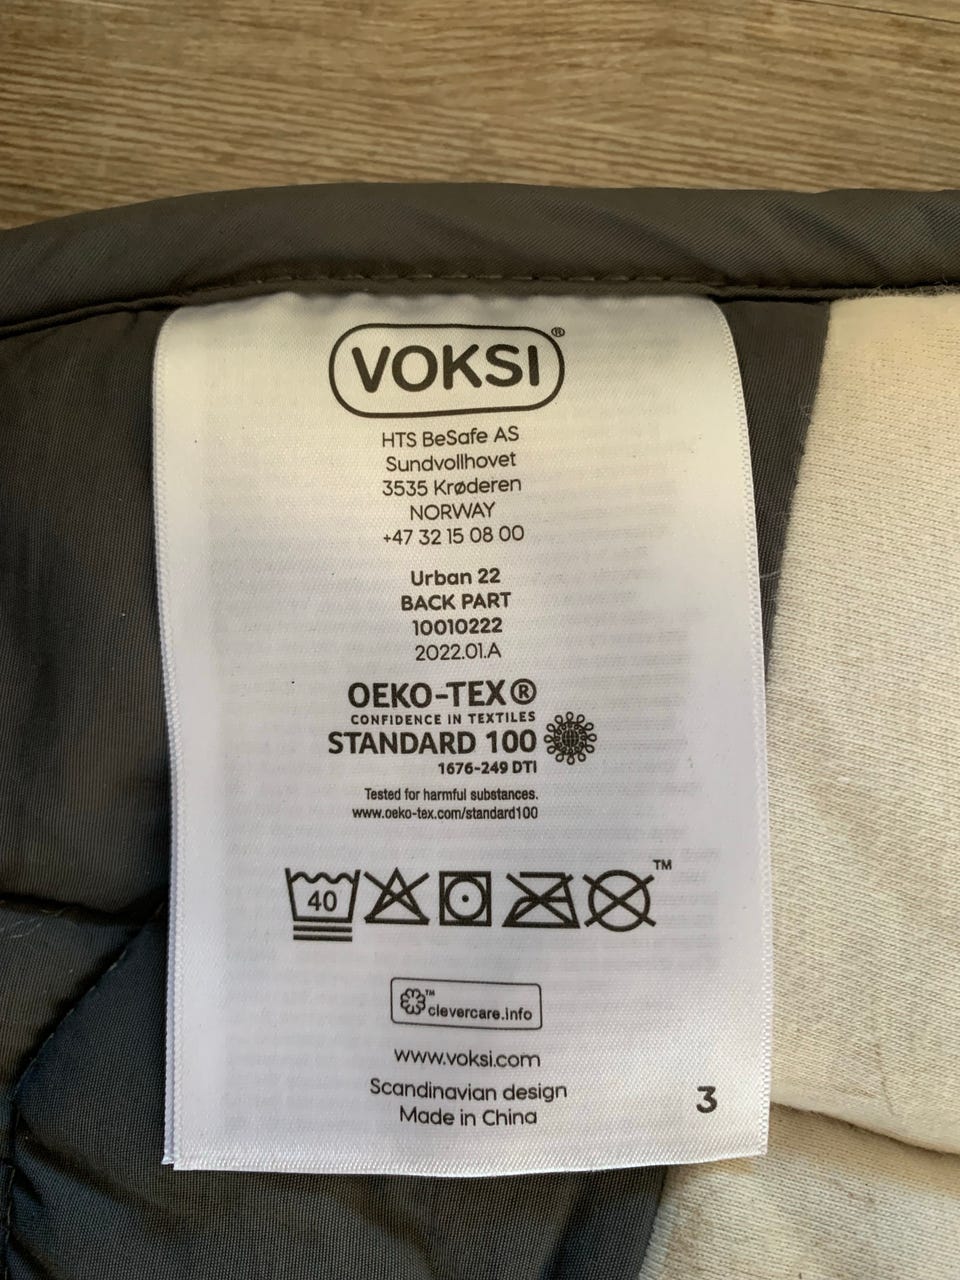 VOKSI®
HTS BeSafe AS
Sundvollhovet
3535 Krøderen
NORWAY
+47 32 15 08 00
Urban 22
BACK PART
10010222
2022.01.A
OEKO-TEX®
CONFIDENCE IN TEXTILES
STANDARD 100
1676-249 DTI
Tested for harmful substances.
www.oeko-tex.com/standard100
40 ™
™ clevercare.info
www.voksi.com
Scandinavian design
Made in China
3